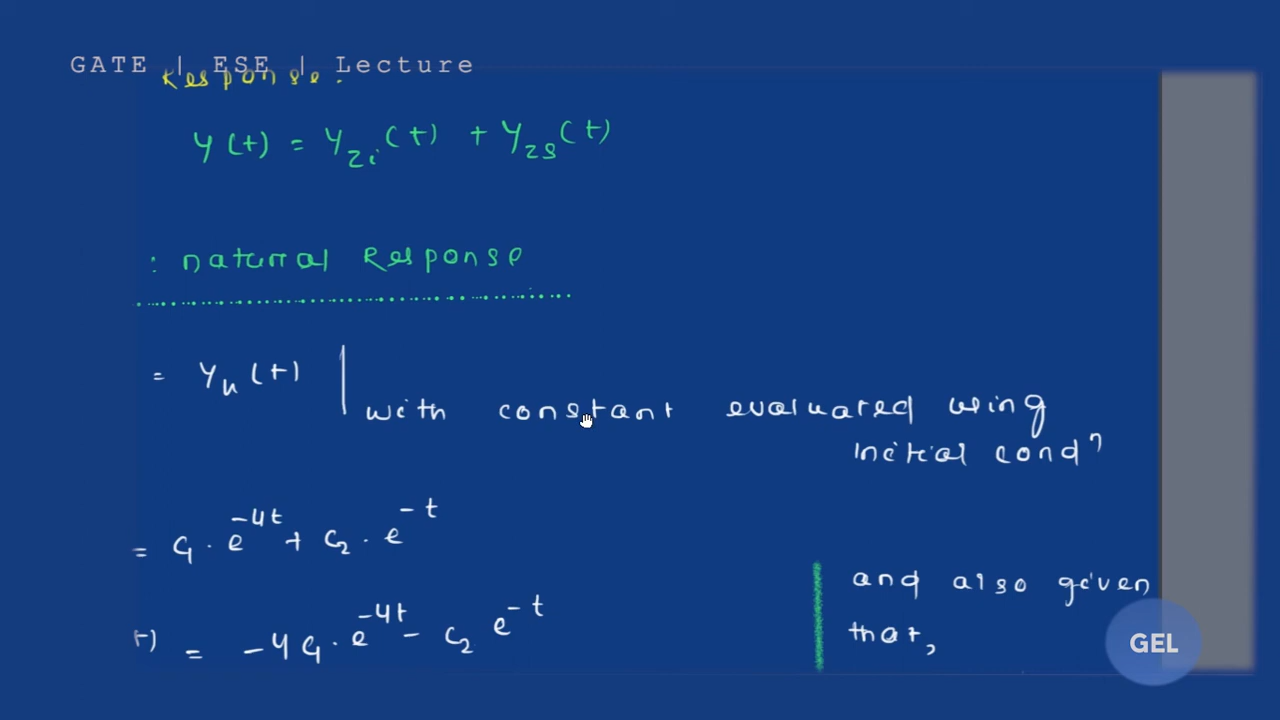 GATE | ESE | Lecture
Response.
y(t) = y_zi(t) + y_zs(t)
: natural Response
= y_h(t) |
with constant evaluated using
initial cond?
= c₁ · e^-4t + c₂ · e^-t
t) = -4c₁ · e^-4t - c₂ e^-t
and also given
that,
GEL